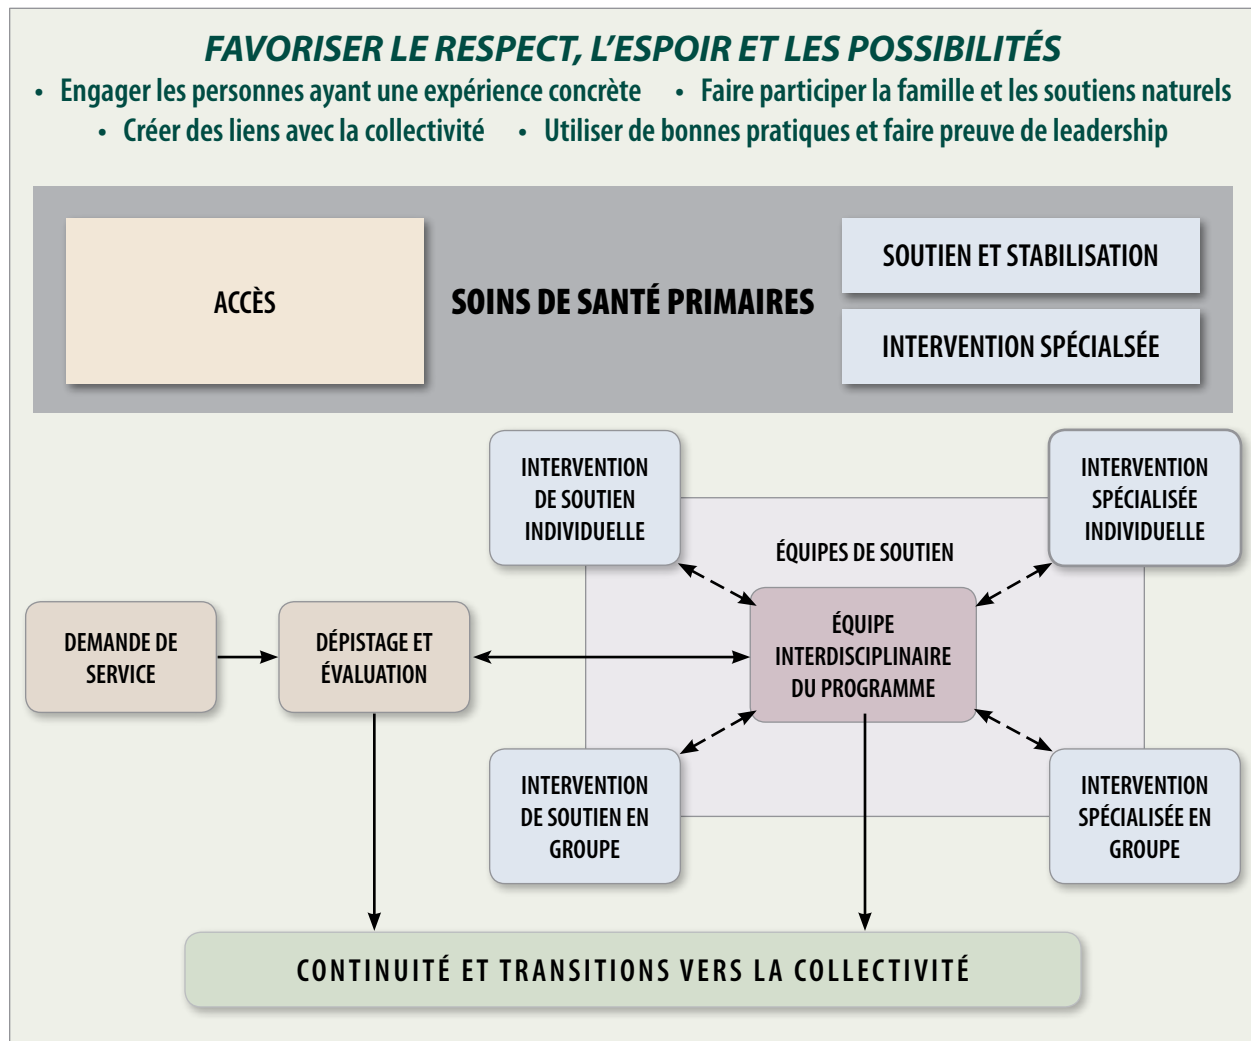 FAVORISER LE RESPECT, L'ESPOIR ET LES POSSIBILITÉS
• Engager les personnes ayant une expérience concrète • Faire participer la famille et les soutiens naturels
• Créer des liens avec la collectivité • Utiliser de bonnes pratiques et faire preuve de leadership
ACCÈS
SOINS DE SANTÉ PRIMAIRES
SOUTIEN ET STABILISATION
INTERVENTION SPÉCIALSÉE
INTERVENTION
DE SOUTIEN
INDIVIDUELLE
INTERVENTION
SPÉCIALISÉE
INDIVIDUELLE
ÉQUIPES DE SOUTIEN
DEMANDE DE
SERVICE
DÉPISTAGE ET
ÉVALUATION
ÉQUIPE
INTERDISCIPLINAIRE
DU PROGRAMME
INTERVENTION
DE SOUTIEN EN
GROUPE
INTERVENTION
SPÉCIALISÉE EN
GROUPE
CONTINUITÉ ET TRANSITIONS VERS LA COLLECTIVITÉ